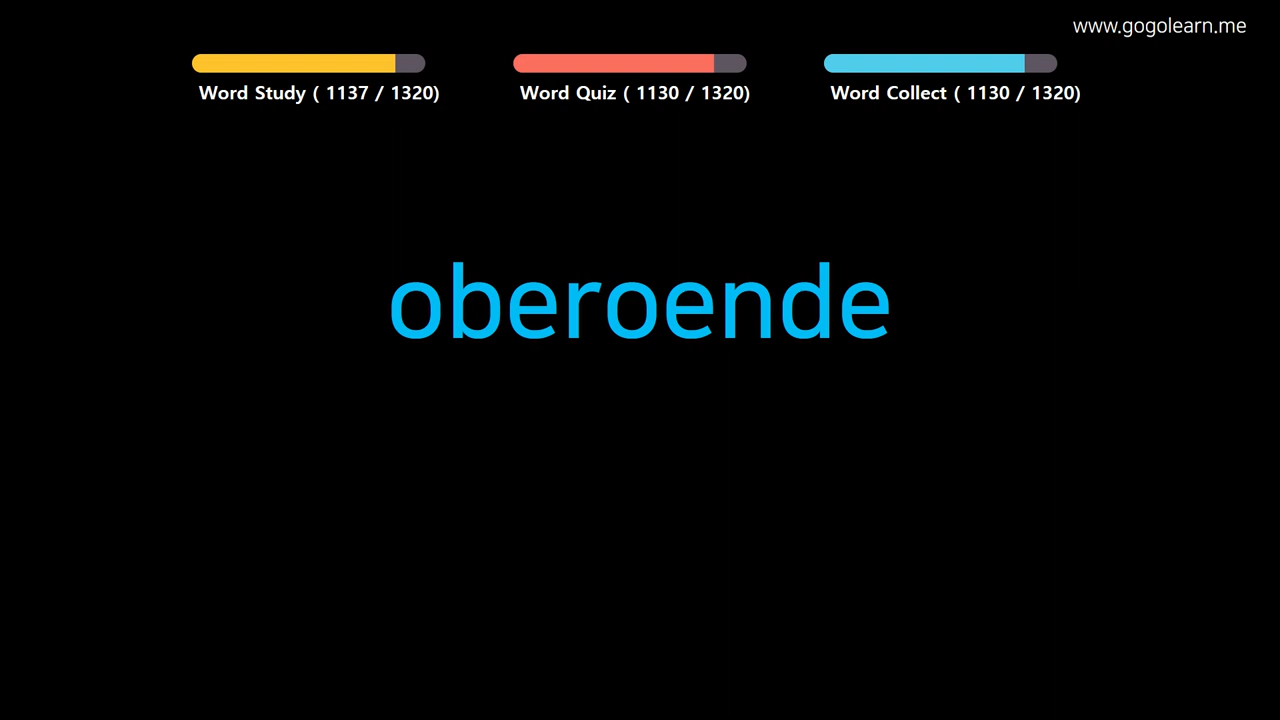 www.gogolearn.me
Word Study ( 1137 / 1320) Word Quiz ( 1130 / 1320) Word Collect ( 1130 / 1320)
oberoende